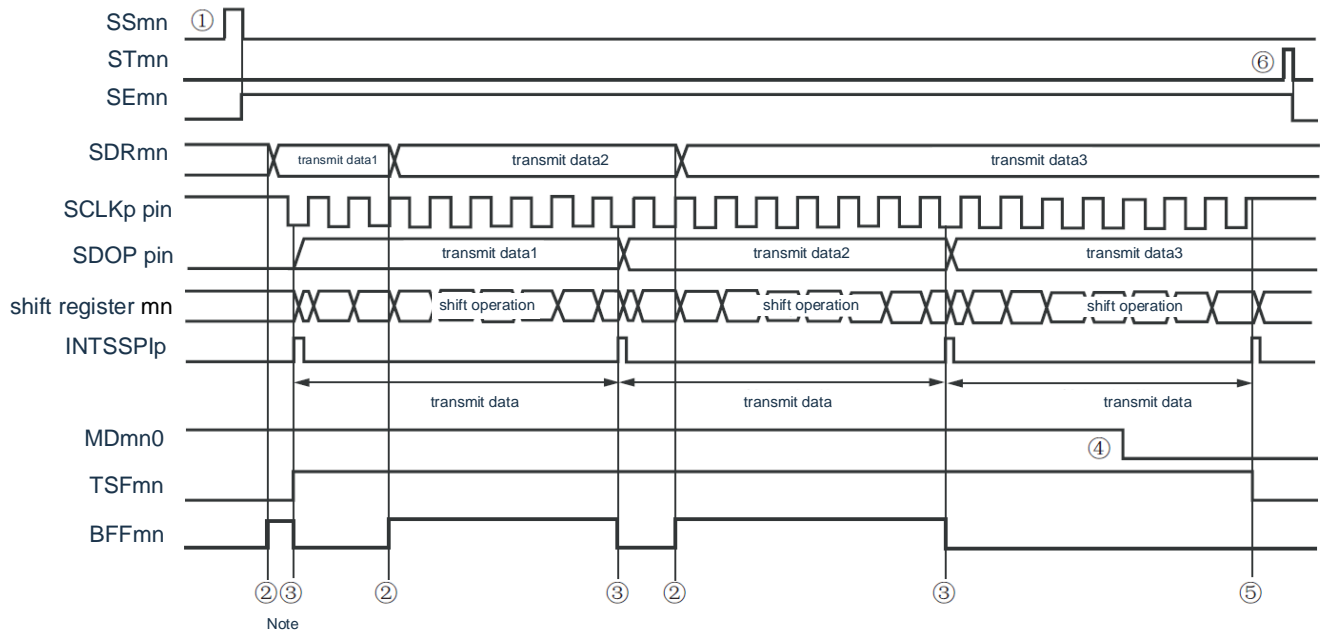 SSmn ①
STmn ⑥
SEmn
SDRmn transmit data1 transmit data2 transmit data3
SCLKp pin
SDOP pin transmit data1 transmit data2 transmit data3
shift register mn shift operation shift operation shift operation
INTSSPIp
transmit data transmit data transmit data
MDmn0 ④
TSFmn
BFFmn
② ③ ② ③ ② ③ ⑤
Note